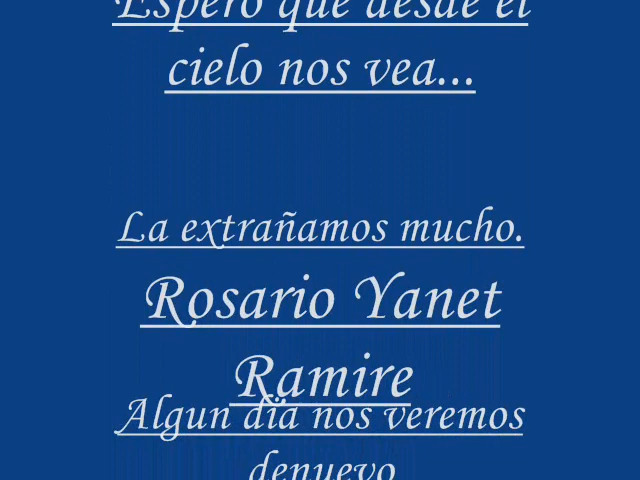 Espero que desde el
cielo nos vea...
La extrañamos mucho.
Rosario Yanet
Ramire
Algun dia nos veremos
denuevo